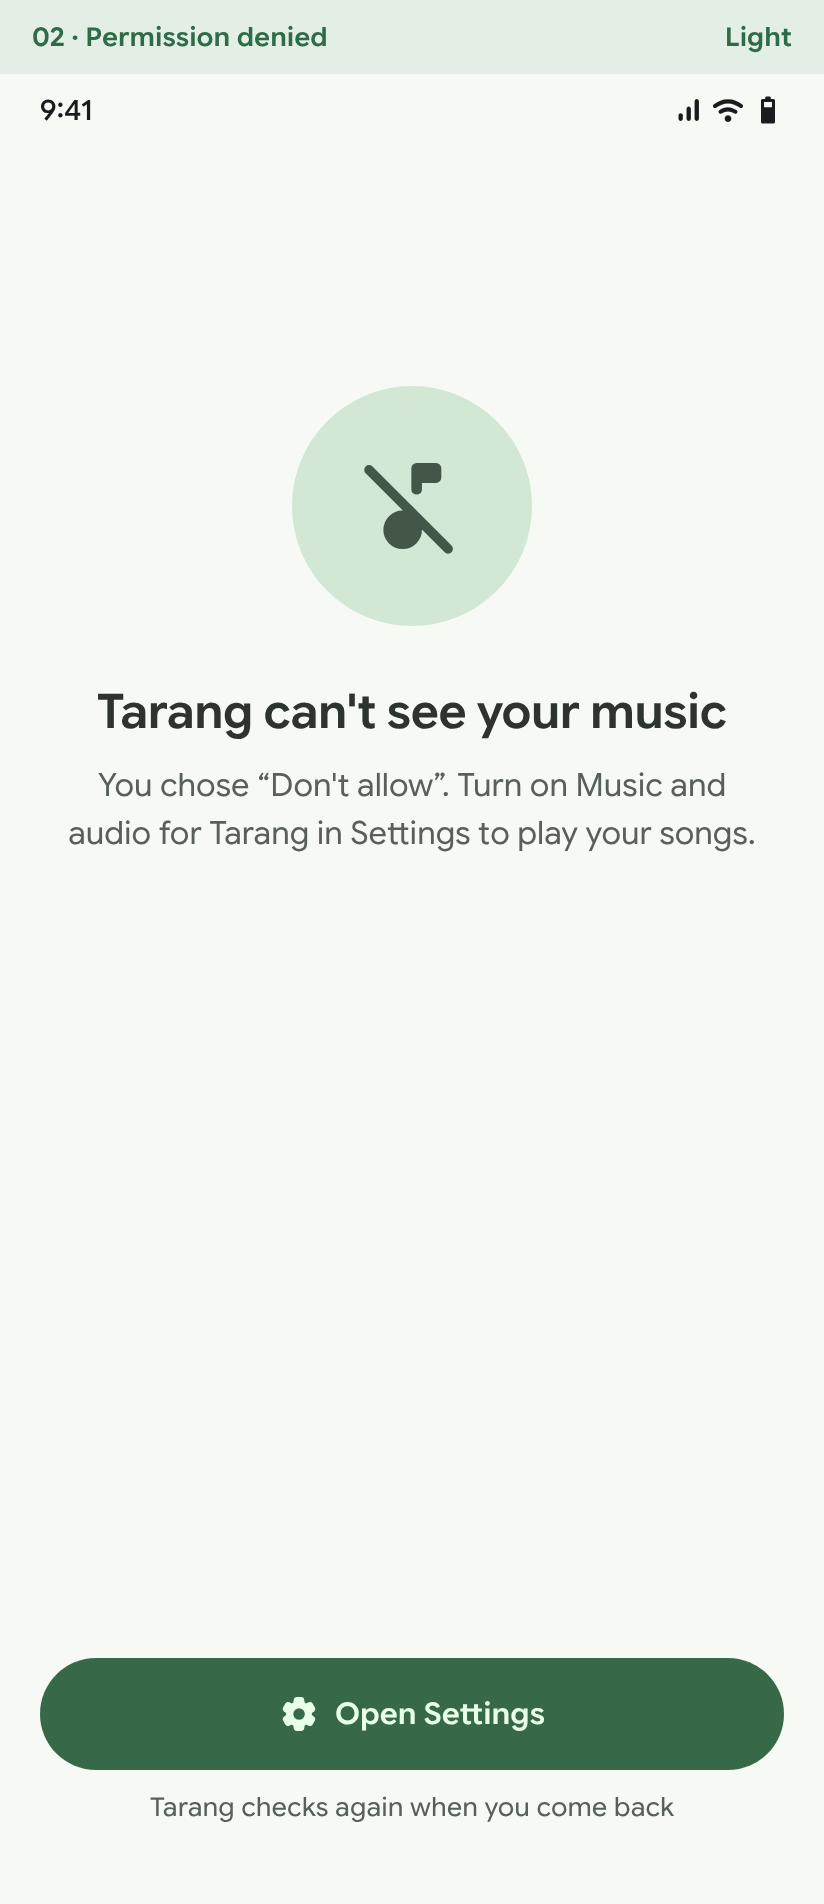 02 · Permission denied
Light
9:41
Tarang can't see your music
You chose “Don't allow”. Turn on Music and
audio for Tarang in Settings to play your songs.
Open Settings
Tarang checks again when you come back